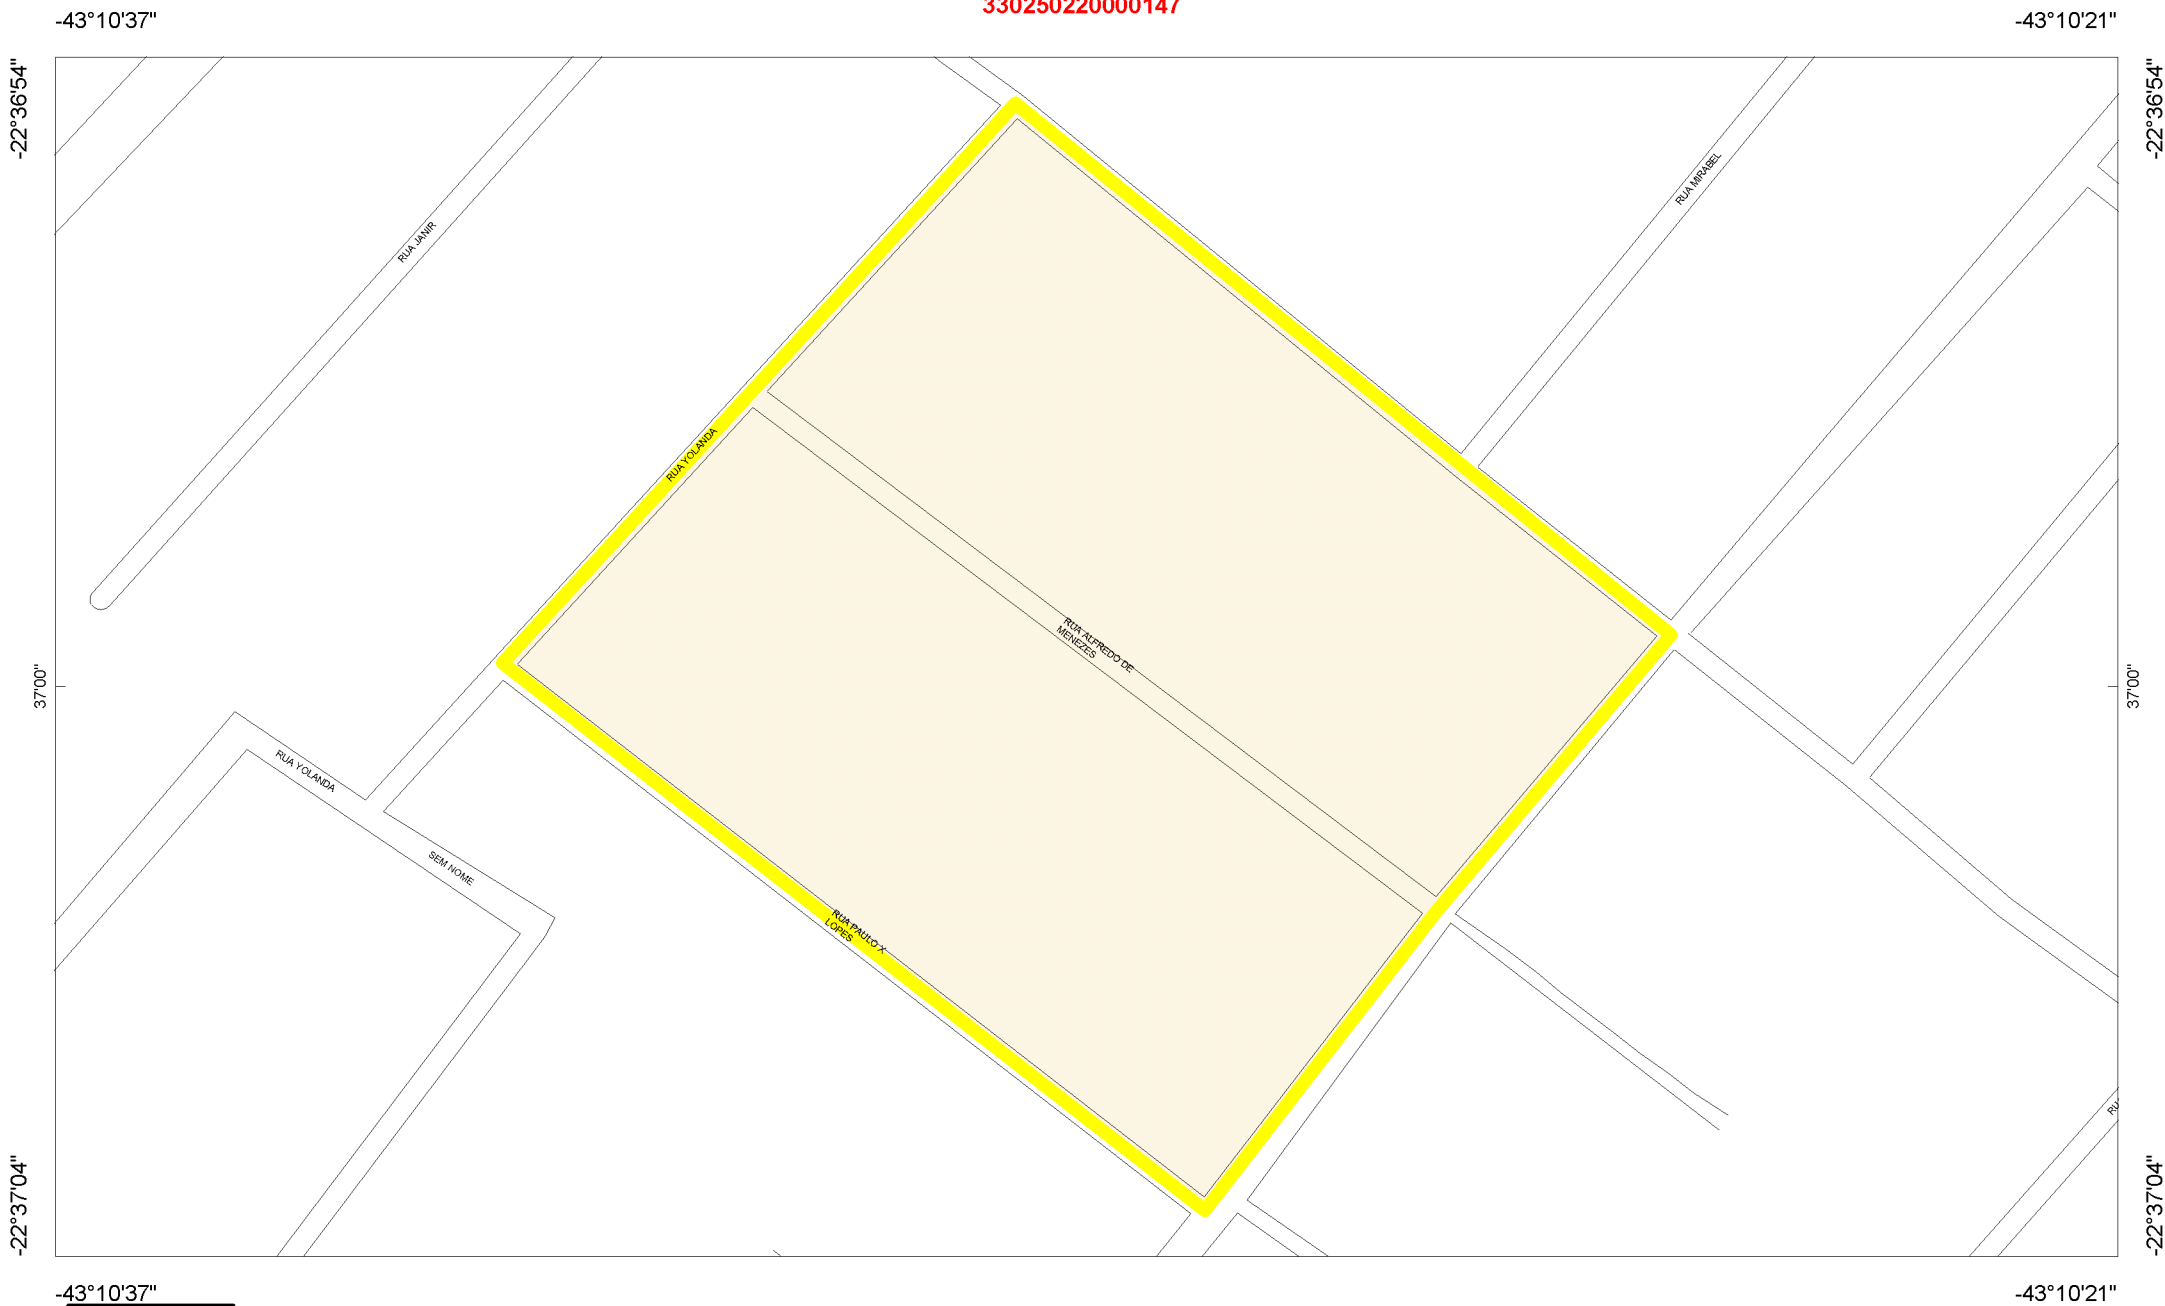 330250220000147
-43°10'37"
-43°10'21"
-22°36'54"
-22°36'54"
RUA MIRABEL
RUA JANIR
RUA YOLANDA
RUA ALFREDO DE
MENEZES
37'00"
37'00"
RUA YOLANDA
SEM NOME
RUA PAULO X
LOPES
-22°37'04"
-22°37'04"
-43°10'37"
-43°10'21"